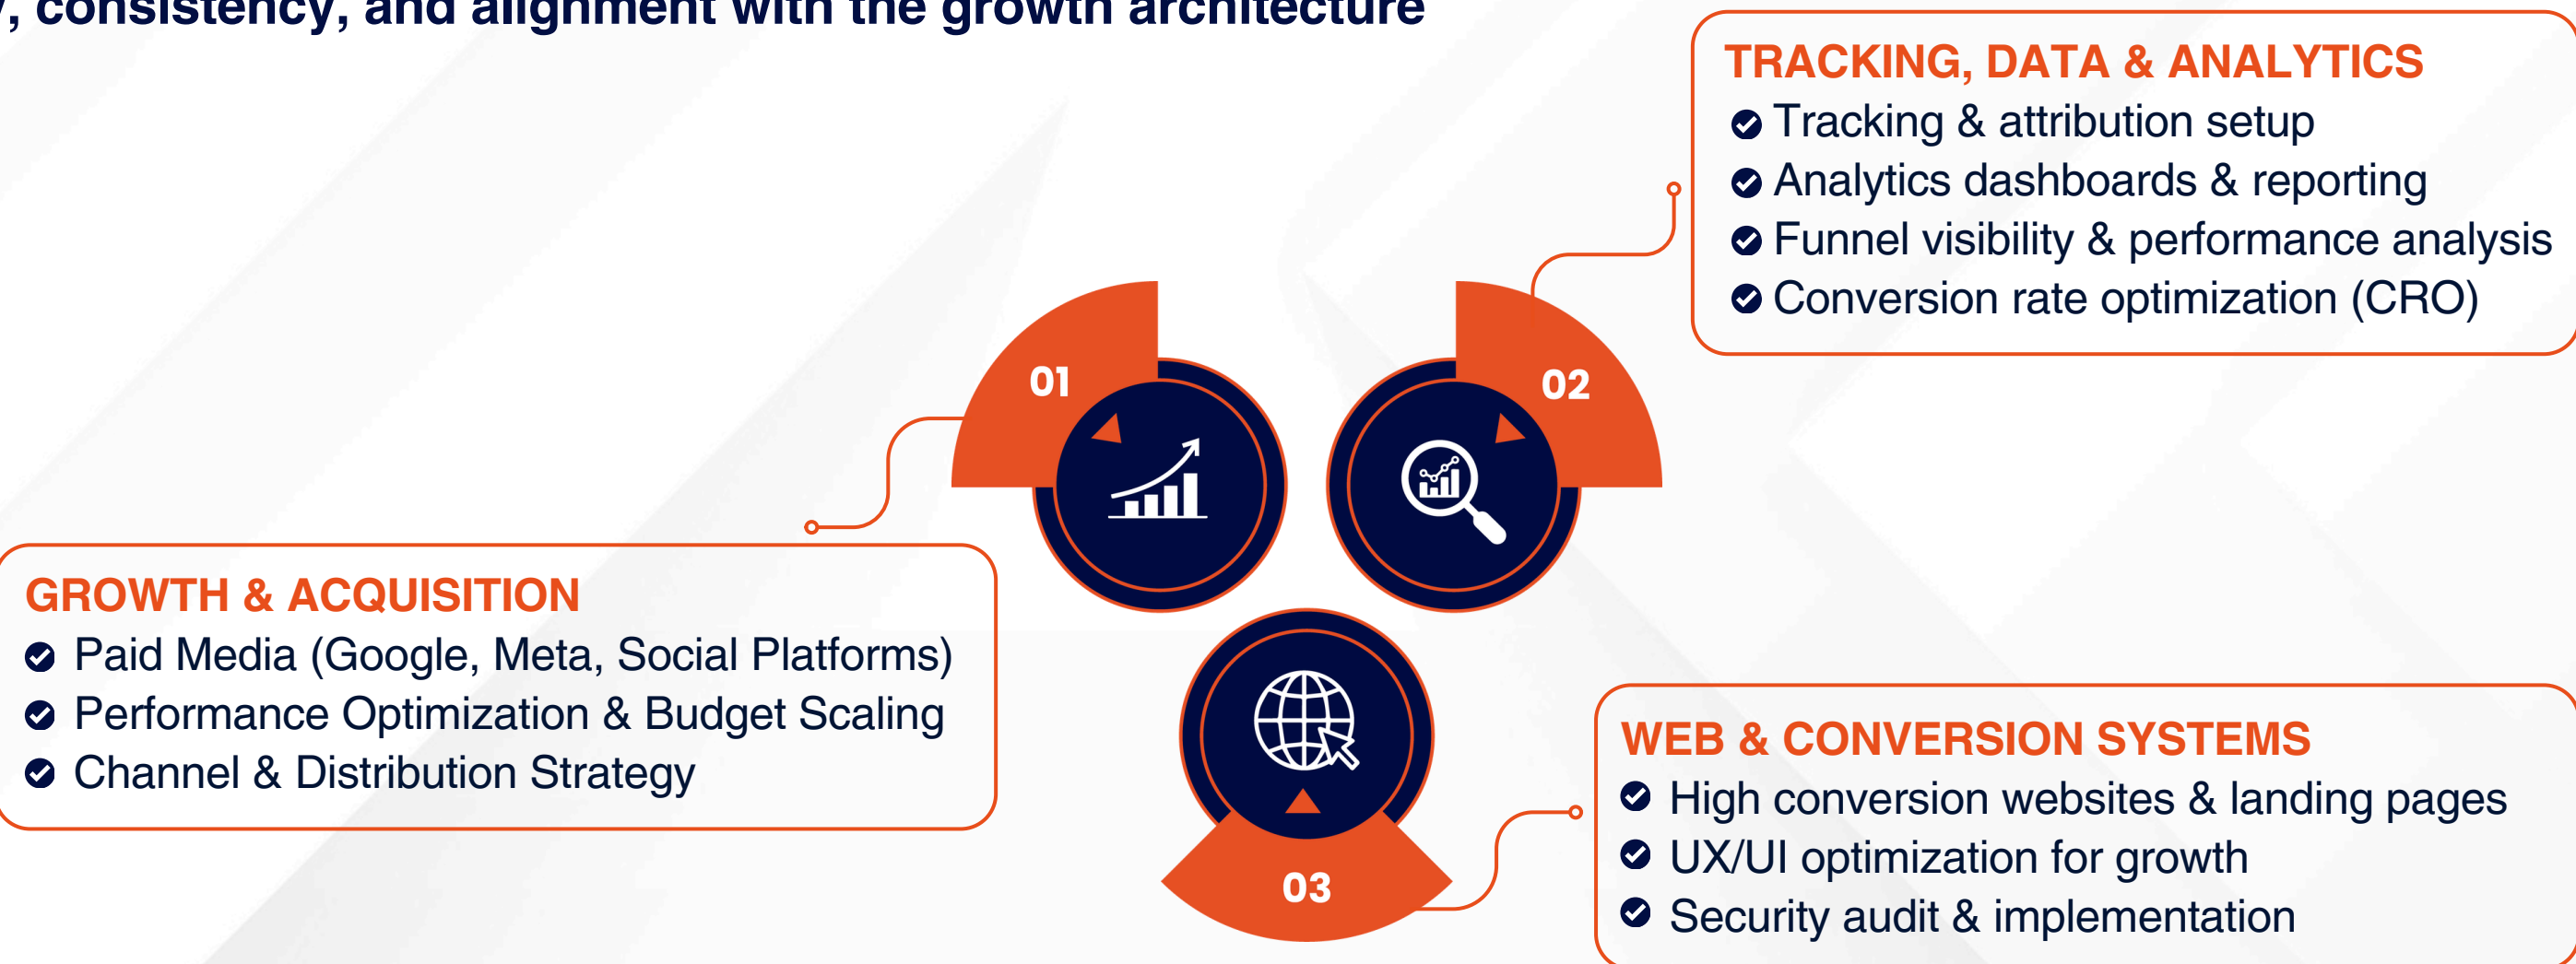 , consistency, and alignment with the growth architecture
TRACKING, DATA & ANALYTICS
Tracking & attribution setup
Analytics dashboards & reporting
Funnel visibility & performance analysis
Conversion rate optimization (CRO)
01
02
GROWTH & ACQUISITION
Paid Media (Google, Meta, Social Platforms)
Performance Optimization & Budget Scaling
Channel & Distribution Strategy
WEB & CONVERSION SYSTEMS
High conversion websites & landing pages
UX/UI optimization for growth
Security audit & implementation
03